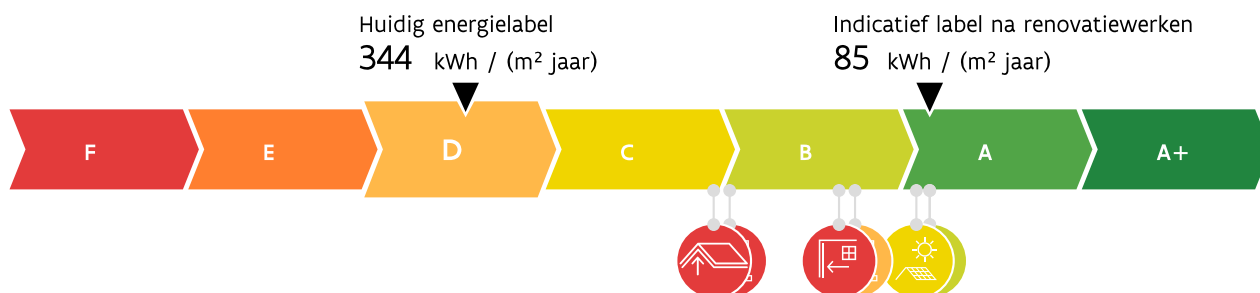 Huidig energielabel
344 kWh / (m² jaar)
Indicatief label na renovatiewerken
85 kWh / (m² jaar)
F E D C B A A+